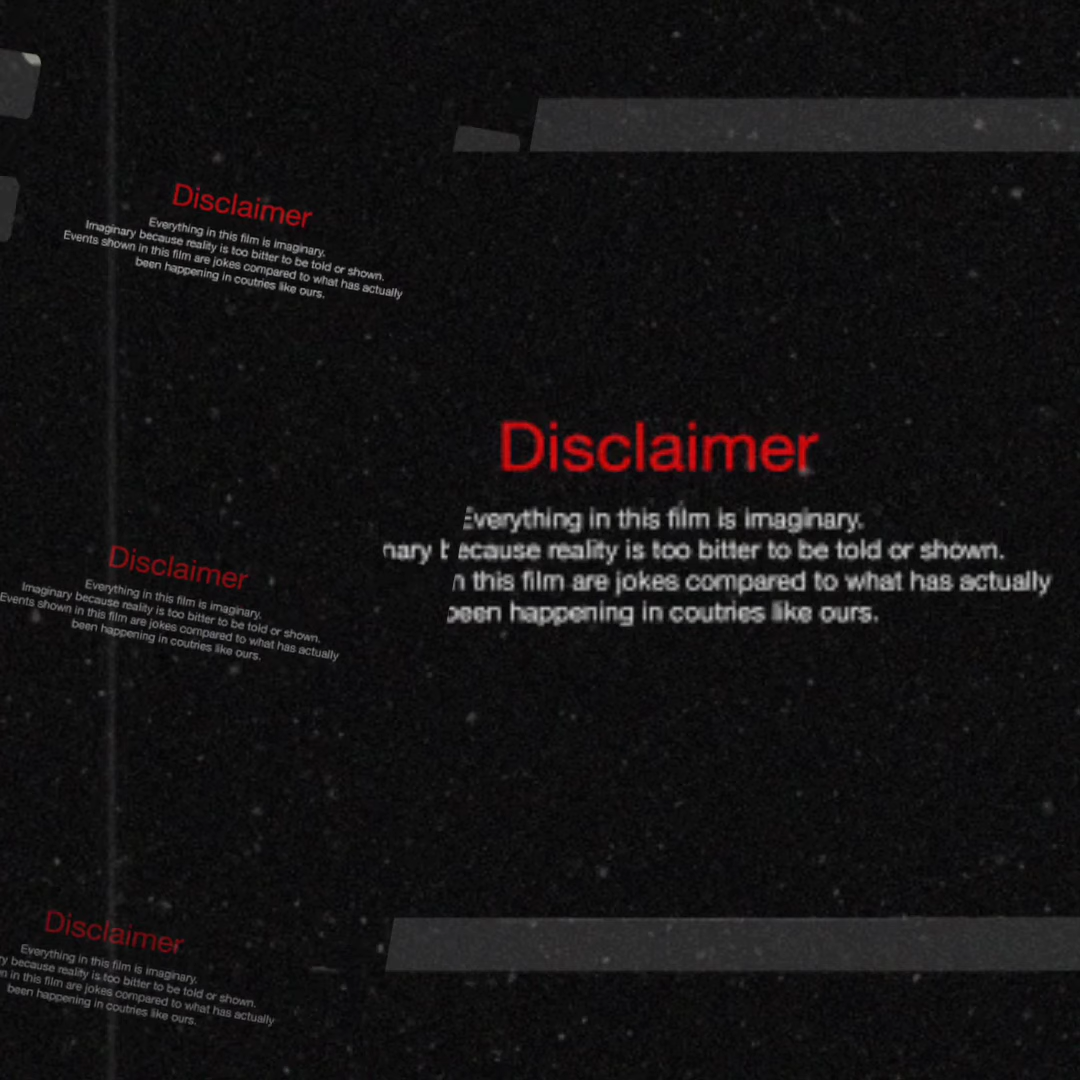 Disclaimer
Everything in this film is imaginary.
Imaginary because reality is too bitter to be told or shown.
Events shown in this film are jokes compared to what has actually
been happening in coutries like ours.
Disclaimer
Everything in this film is imaginary.
nary because reality is too bitter to be told or shown.
n this film are jokes compared to what has actually
been happening in coutries like ours.
Disclaimer
Everything in this film is imaginary.
Imaginary because reality is too bitter to be told or shown.
Events shown in this film are jokes compared to what has actually
been happening in coutries like ours.
Disclaimer
Everything in this film is imaginary.
ry because reality is too bitter to be told or shown.
n in this film are jokes compared to what has actually
been happening in coutries like ours.